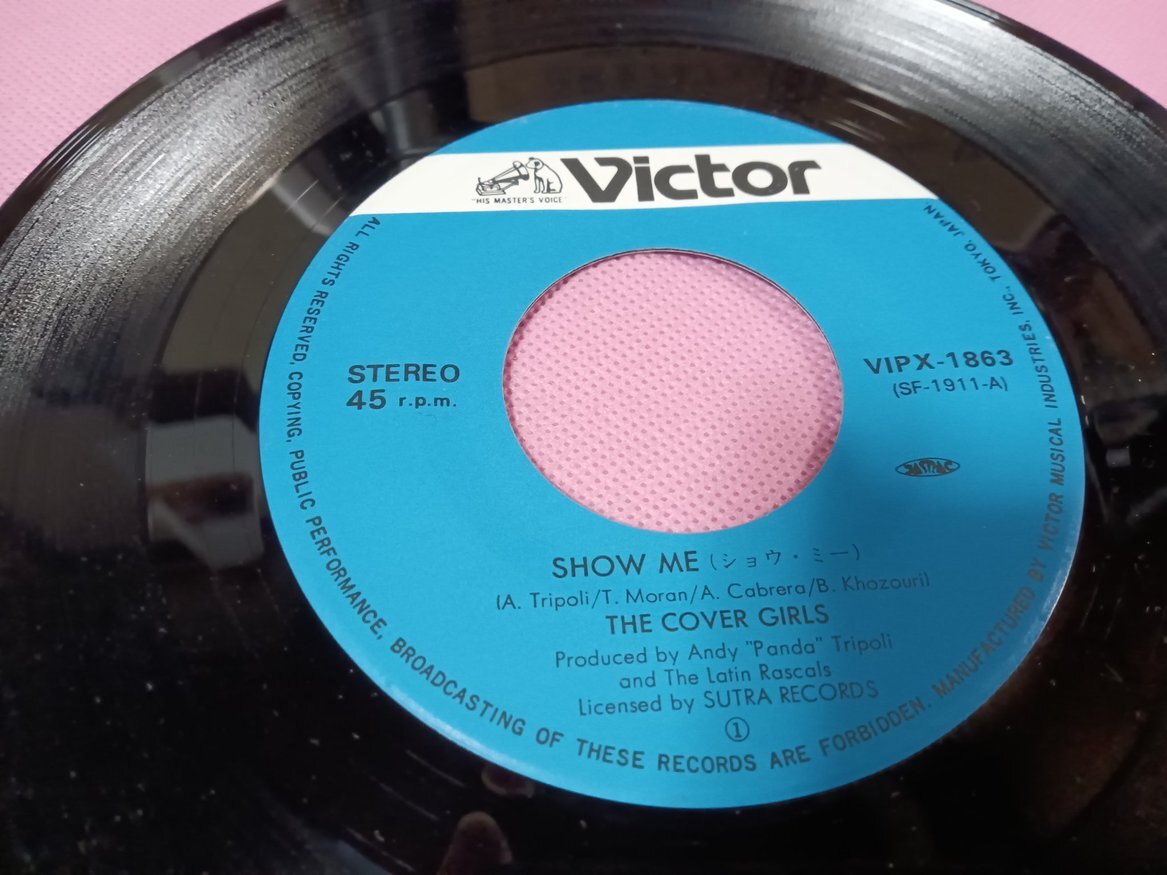 Victor
"HIS MASTER'S VOICE"
STEREO
45 r.p.m.
VIPX-1863
(SF-1911-A)
JASRAC
SHOW ME (ショウ・ミー)
(A. Tripoli/T. Moran/A. Cabrera/B. Khozouri)
THE COVER GIRLS
Produced by Andy "Panda" Tripoli
and The Latin Rascals
Licensed by SUTRA RECORDS
①
ALL RIGHTS RESERVED, COPYING, PUBLIC PERFORMANCE, BROADCASTING OF THESE RECORDS ARE FORBIDDEN. MANUFACTURED BY VICTOR MUSICAL INDUSTRIES, INC., TOKYO, JAPAN